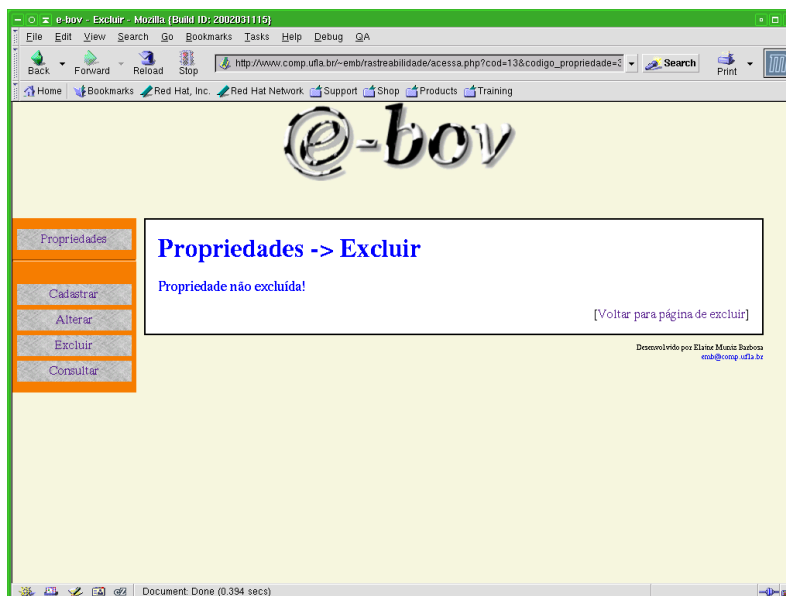 e-bov - Excluir - Mozilla {Build ID: 2002031115}
File Edit View Search Go Bookmarks Tasks Help Debug QA
Back Forward Reload Stop http://www.comp.ufla.br/~emb/rastreabilidade/acessa.php?cod=13&codigo_propriedade=3 Search Print
Home Bookmarks Red Hat, Inc. Red Hat Network Support Shop Products Training
e-bov
Propriedades
Cadastrar
Alterar
Excluir
Consultar
Propriedades -> Excluir
Propriedade não excluída!
[Voltar para página de excluir]
Desenvolvido por Elaine Muniz Barbosa
emb@comp.ufla.br
Document: Done (0.394 secs)